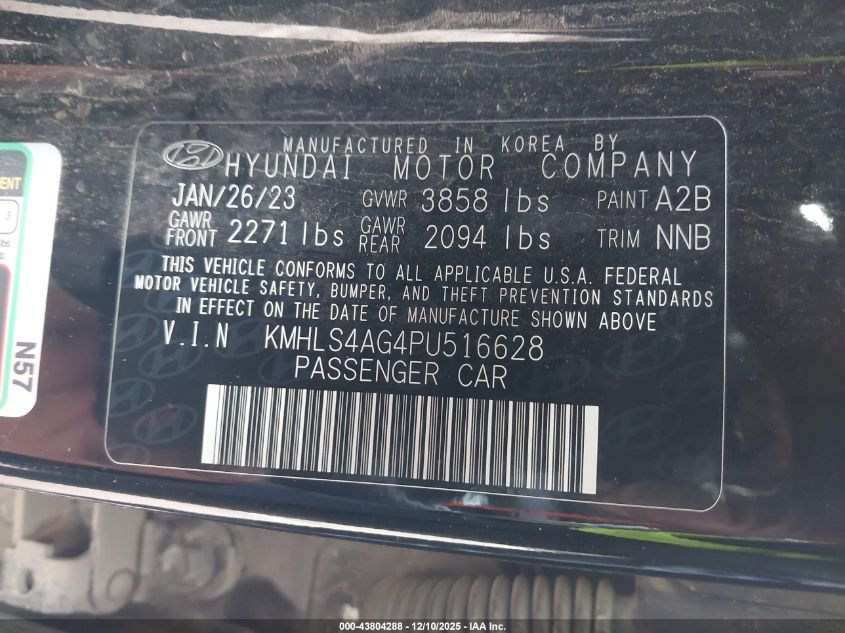 MANUFACTURED IN KOREA BY
HYUNDAI MOTOR COMPANY
JAN/26/23 GVWR 3858 lbs PAINT A2B
GAWR FRONT 2271 lbs GAWR REAR 2094 lbs TRIM NNB
THIS VEHICLE CONFORMS TO ALL APPLICABLE U.S.A. FEDERAL
MOTOR VEHICLE SAFETY, BUMPER, AND THEFT PREVENTION STANDARDS
IN EFFECT ON THE DATE OF MANUFACTURE SHOWN ABOVE
V.I.N KMHLS4AG4PU516628
PASSENGER CAR
N57
3
000-43804288 - 12/10/2025 - IAA Inc.